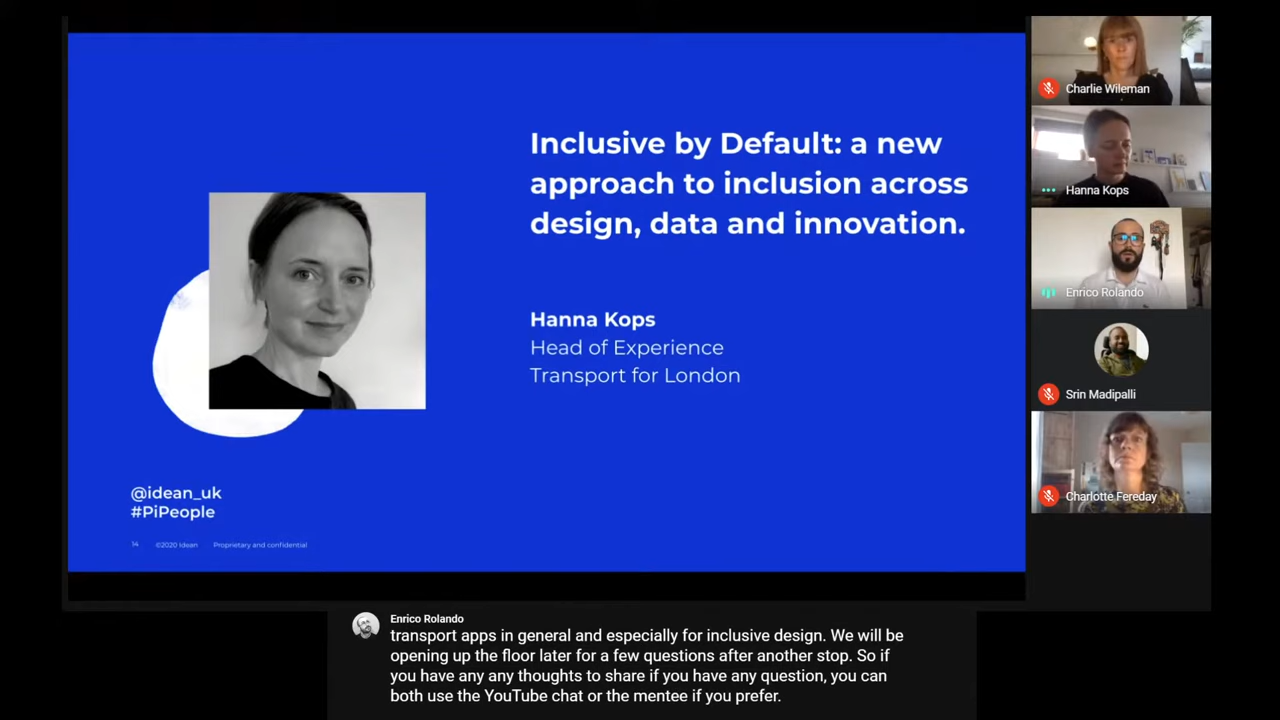 Inclusive by Default: a new
approach to inclusion across
design, data and innovation.
Hanna Kops
Head of Experience
Transport for London
@idean_uk
#PiPeople
14 ©2020 Idean Proprietary and confidential
Charlie Wileman
Hanna Kops
Enrico Rolando
Srin Madipalli
Charlotte Fereday
Enrico Rolando
transport apps in general and especially for inclusive design. We will be
opening up the floor later for a few questions after another stop. So if
you have any any thoughts to share if you have any question, you can
both use the YouTube chat or the mentee if you prefer.